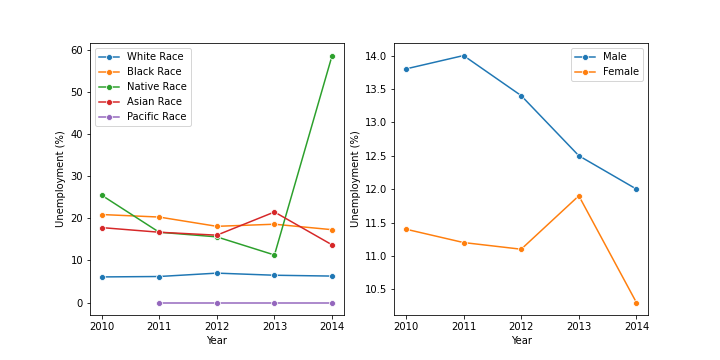 60
50
40
30
20
10
0
Unemployment (%)
White Race
Black Race
Native Race
Asian Race
Pacific Race
2010 2011 2012 2013 2014
Year
14.0
13.5
13.0
12.5
12.0
11.5
11.0
10.5
Unemployment (%)
Male
Female
2010 2011 2012 2013 2014
Year